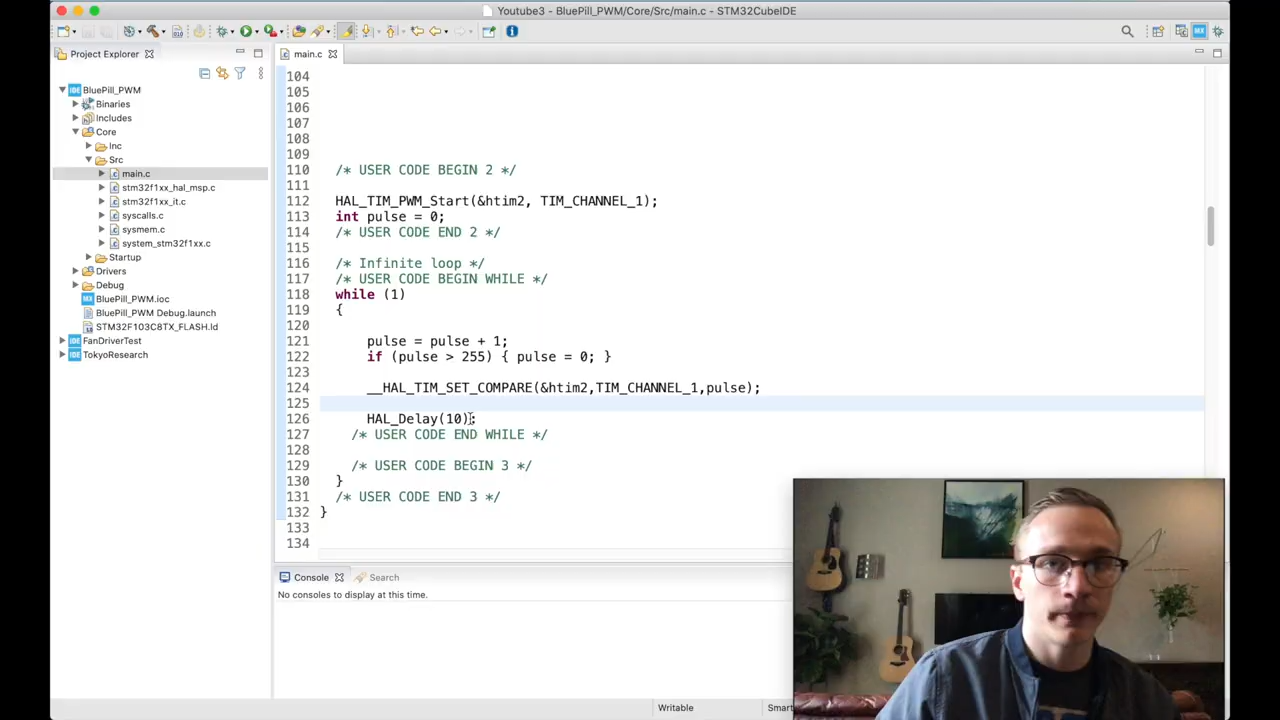 Youtube3 - BluePill_PWM/Core/Src/main.c - STM32CubeIDE
Project Explorer
main.c
BluePill_PWM
Binaries
Includes
Core
Inc
Src
main.c
stm32f1xx_hal_msp.c
stm32f1xx_it.c
syscalls.c
sysmem.c
system_stm32f1xx.c
Startup
Drivers
Debug
BluePill_PWM.ioc
BluePill_PWM Debug.launch
STM32F103C8TX_FLASH.ld
FanDriverTest
TokyoResearch
104
105
106
107
108
109
110 /* USER CODE BEGIN 2 */
111
112 HAL_TIM_PWM_Start(&htim2, TIM_CHANNEL_1);
113 int pulse = 0;
114 /* USER CODE END 2 */
115
116 /* Infinite loop */
117 /* USER CODE BEGIN WHILE */
118 while (1)
119 {
120
121 pulse = pulse + 1;
122 if (pulse > 255) { pulse = 0; }
123
124 __HAL_TIM_SET_COMPARE(&htim2,TIM_CHANNEL_1,pulse);
125
126 HAL_Delay(10);
127 /* USER CODE END WHILE */
128
129 /* USER CODE BEGIN 3 */
130 }
131 /* USER CODE END 3 */
132 }
133
134
Console
Search
No consoles to display at this time.
Writable
Smart